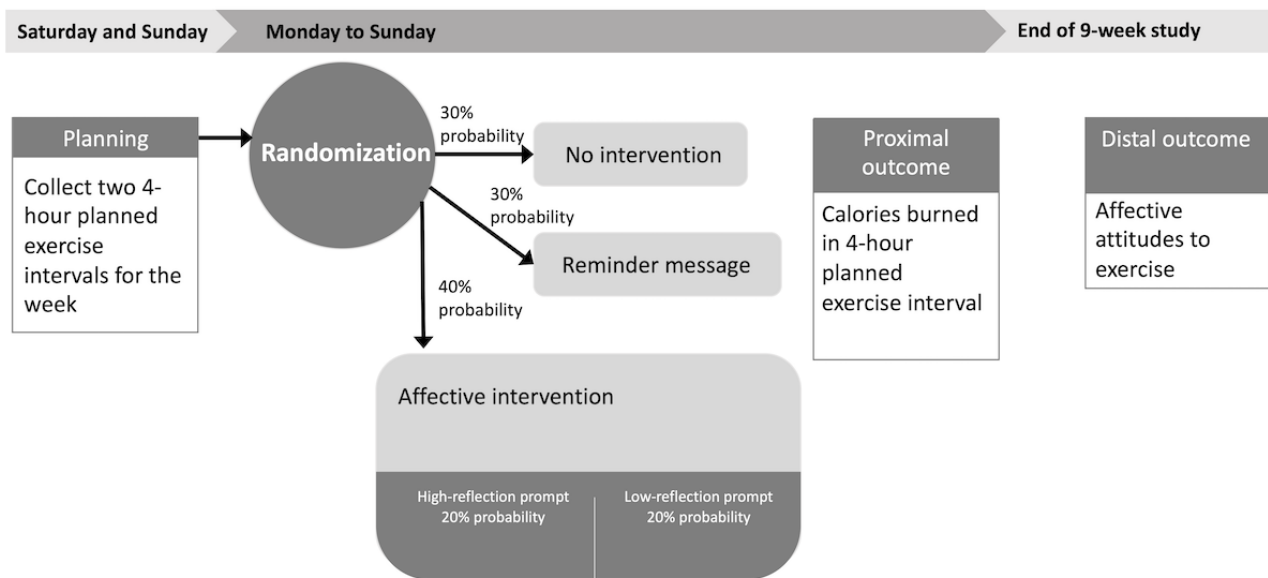 Saturday and Sunday
Monday to Sunday
End of 9-week study
Planning
Collect two 4-
hour planned
exercise
intervals for the
week
Randomization
30%
probability
No intervention
30%
probability
Reminder message
40%
probability
Affective intervention
High-reflection prompt
20% probability
Low-reflection prompt
20% probability
Proximal
outcome
Calories burned
in 4-hour
planned
exercise interval
Distal outcome
Affective
attitudes to
exercise